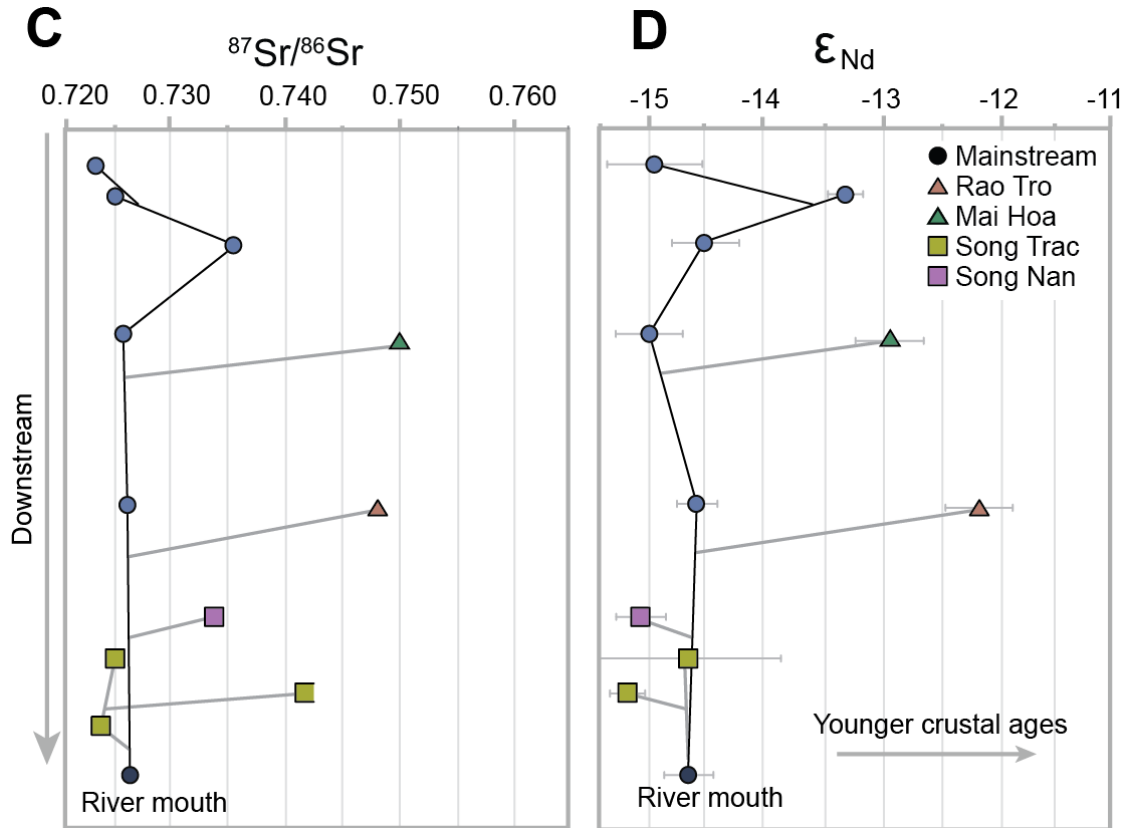 C
⁸⁷Sr/⁸⁶Sr
0.720 0.730 0.740 0.750 0.760
Downstream
River mouth
D
εNd
-15 -14 -13 -12 -11
Mainstream
Rao Tro
Mai Hoa
Song Trac
Song Nan
Younger crustal ages
River mouth